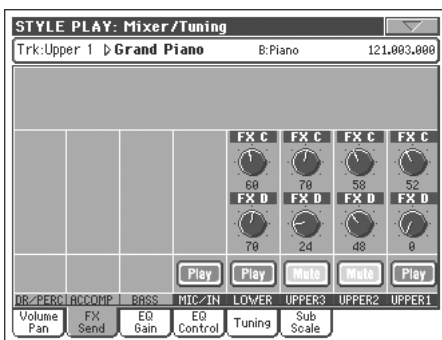 STYLE PLAY: Mixer/Tuning
Trk:Upper 1 ▷Grand Piano B:Piano 121.003.000
FX C FX C FX C FX C
60 70 58 52
FX D FX D FX D FX D
70 24 48 0
Play Play Mute Mute Play
DR/PERC ACCOMP BASS MIC/IN LOWER UPPER3 UPPER2 UPPER1
Volume Pan FX Send EQ Gain EQ Control Tuning Sub Scale